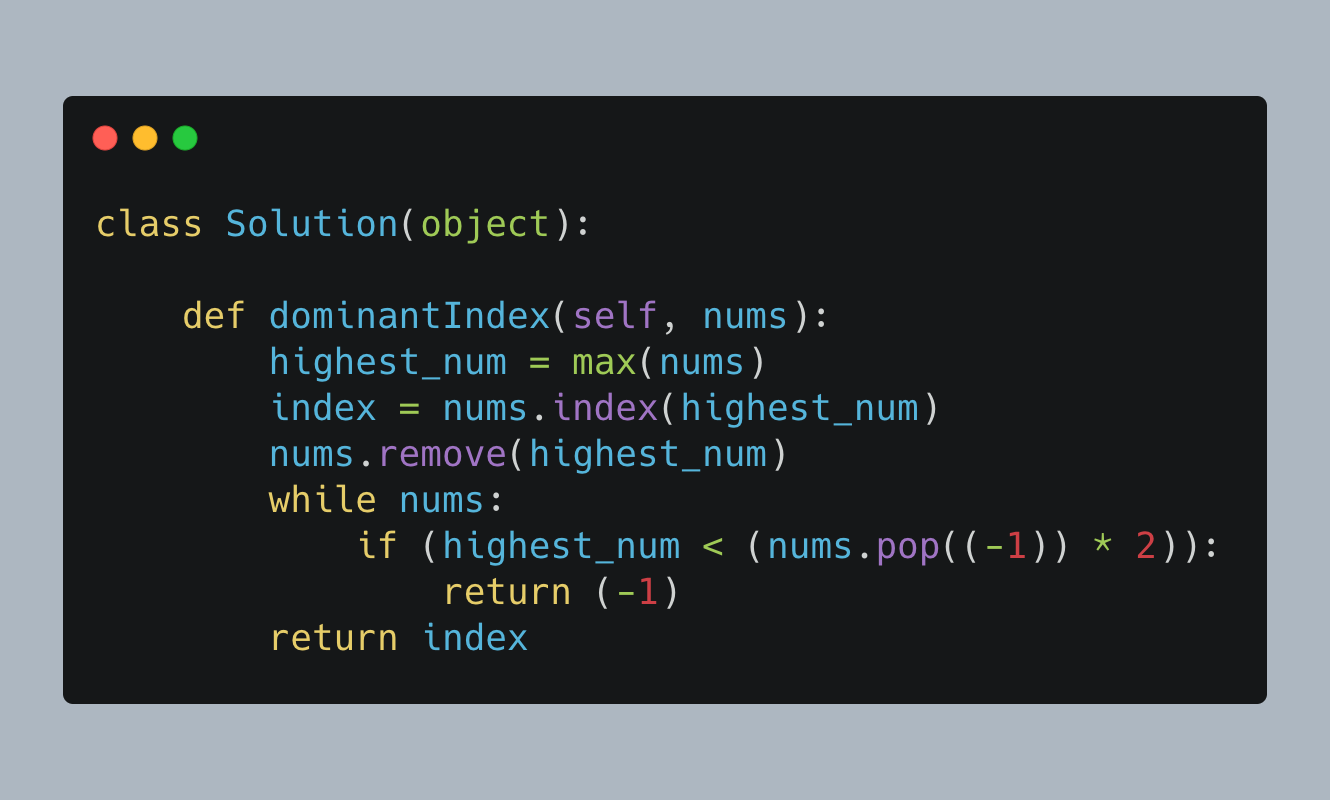 class Solution(object):
    def dominantIndex(self, nums):
        highest_num = max(nums)
        index = nums.index(highest_num)
        nums.remove(highest_num)
        while nums:
            if (highest_num < (nums.pop((-1)) * 2)):
                return (-1)
        return index